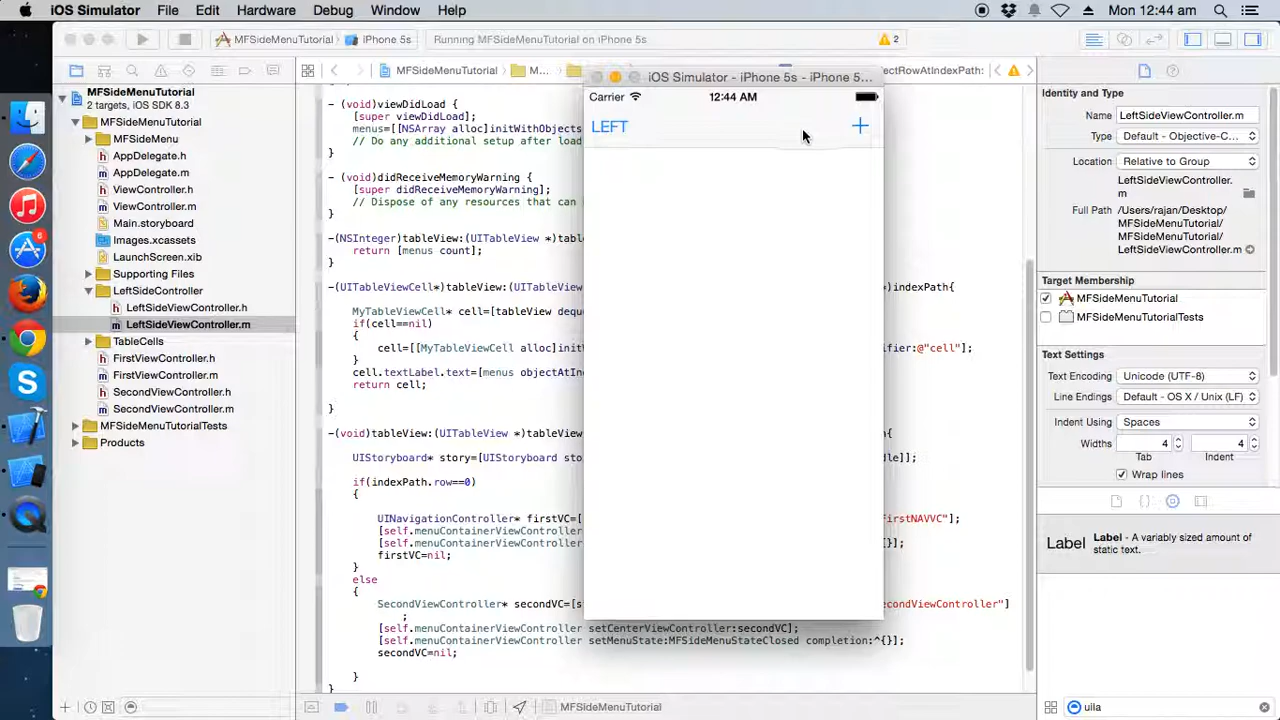 iOS Simulator File Edit Hardware Debug Window Help Mon 12:44 am
MFSideMenuTutorial iPhone 5s Running MFSideMenuTutorial on iPhone 5s 2
MFSideMenuTutorial
2 targets, iOS SDK 8.3
MFSideMenuTutorial
MFSideMenu
AppDelegate.h
AppDelegate.m
ViewController.h
ViewController.m
Main.storyboard
Images.xcassets
LaunchScreen.xib
Supporting Files
LeftSideController
LeftSideViewController.h
LeftSideViewController.m
TableCells
FirstViewController.h
FirstViewController.m
SecondViewController.h
SecondViewController.m
MFSideMenuTutorialTests
Products
6
MFSideMenuTutorial M... ectRowAtIndexPath:
- (void)viewDidLoad {
[super viewDidLoad];
menus=[[NSArray alloc]initWithObjects
// Do any additional setup after load
}
- (void)didReceiveMemoryWarning {
[super didReceiveMemoryWarning];
// Dispose of any resources that can
}
-(NSInteger)tableView:(UITableView *)tabl
return [menus count];
}
-(UITableViewCell*)tableView:(UITableView indexPath{
MyTableViewCell* cell=[tableView dequ
if(cell==nil)
{
cell=[[MyTableViewCell alloc]init ifier:@"cell"];
}
cell.textLabel.text=[menus objectAtIn
return cell;
}
-(void)tableView:(UITableView *)tableView {
UIStoryboard* story=[UIStoryboard sto dle]];
if(indexPath.row==0)
{
UINavigationController* firstVC=[ irstNAVVC"];
[self.menuContainerViewController
[self.menuContainerViewController {}];
firstVC=nil;
}
else
{
SecondViewController* secondVC=[s econdViewController"]
;
[self.menuContainerViewController setCenterViewController:secondVC];
[self.menuContainerViewController setMenuState:MFSideMenuStateClosed completion:^{}];
secondVC=nil;
}
}
MFSideMenuTutorial
iOS Simulator - iPhone 5s - iPhone 5...
Carrier 12:44 AM
LEFT +
Identity and Type
Name LeftSideViewController.m
Type Default - Objective-C...
Location Relative to Group
LeftSideViewController.
m
Full Path /Users/rajan/Desktop/
MFSideMenuTutorial/
MFSideMenuTutorial/
LeftSideViewController.m
Target Membership
MFSideMenuTutorial
MFSideMenuTutorialTests
Text Settings
Text Encoding Unicode (UTF-8)
Line Endings Default - OS X / Unix (LF)
Indent Using Spaces
Widths 4 4
Tab Indent
Wrap lines
Label Label - A variably sized amount of
static text.
uila